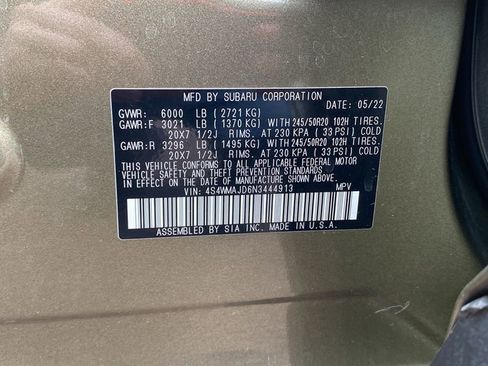 MFD BY SUBARU CORPORATION
DATE: 05/22
GVWR: 6000 LB ( 2721 KG)
GAWR:F 3021 LB ( 1370 KG) WITH 245/50R20 102H TIRES.
20X7 1/2J RIMS. AT 230 KPA ( 33 PSI) COLD
GAWR:R 3296 LB ( 1495 KG) WITH 245/50R20 102H TIRES.
20X7 1/2J RIMS. AT 230 KPA ( 33 PSI) COLD
THIS VEHICLE CONFORMS TO ALL APPLICABLE FEDERAL MOTOR
VEHICLE SAFETY STANDARDS IN EFFECT ON THE DATE OF
MANUFACTURE SHOWN ABOVE.
VIN: 4S4WMAJD6N3444913 MPV
ASSEMBLED BY SIA INC. MADE IN U.S.A.